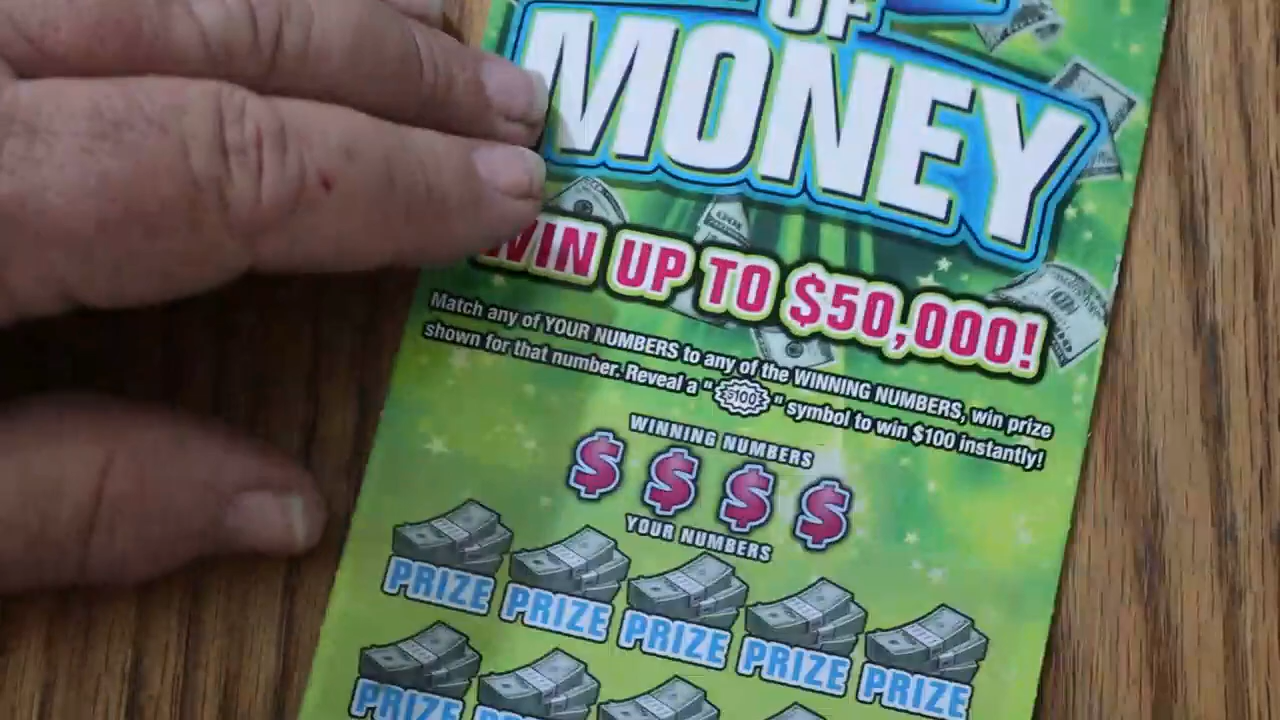 OF
MONEY
WIN UP TO $50,000!
Match any of YOUR NUMBERS to any of the WINNING NUMBERS, win prize
shown for that number. Reveal a " $100 " symbol to win $100 instantly!
WINNING NUMBERS
$ $ $ $
YOUR NUMBERS
PRIZE PRIZE PRIZE PRIZE PRIZE
PRIZE